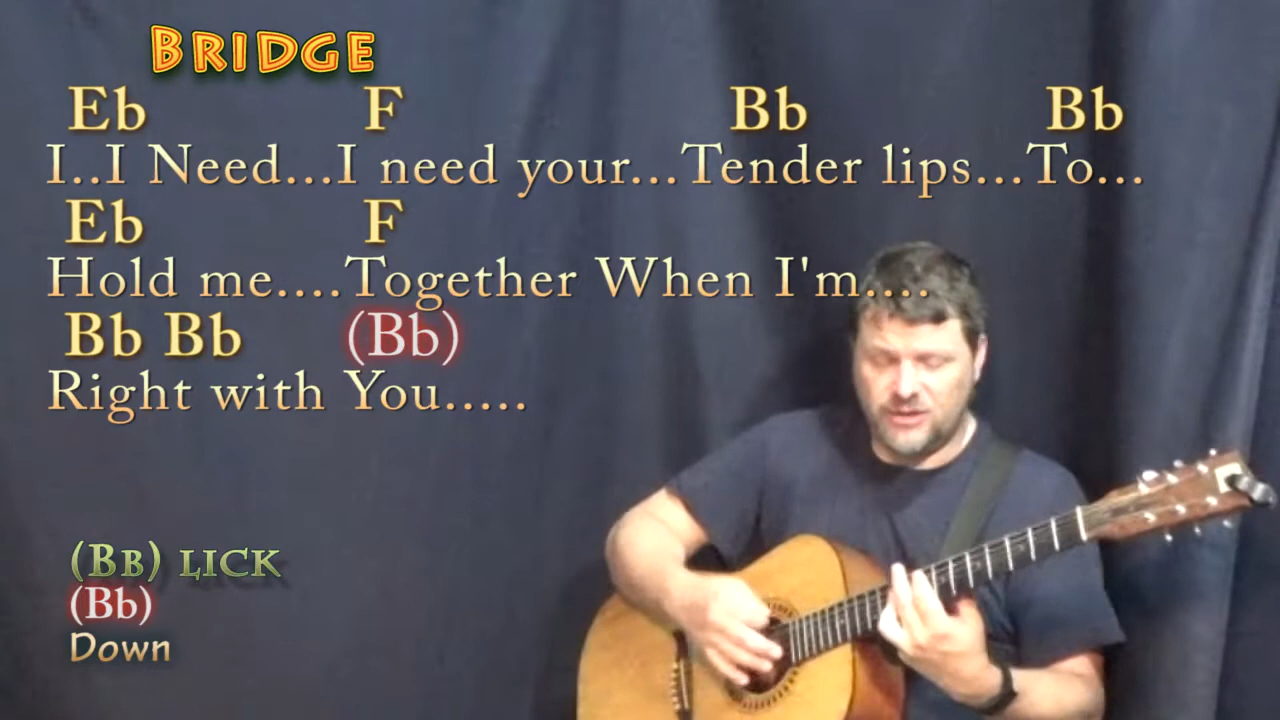 BRIDGE
Eb F Bb Bb
I..I Need...I need your...Tender lips...To...
Eb F
Hold me....Together When I'm....
Bb Bb (Bb)
Right with You.....
(Bb) LICK
(Bb)
Down